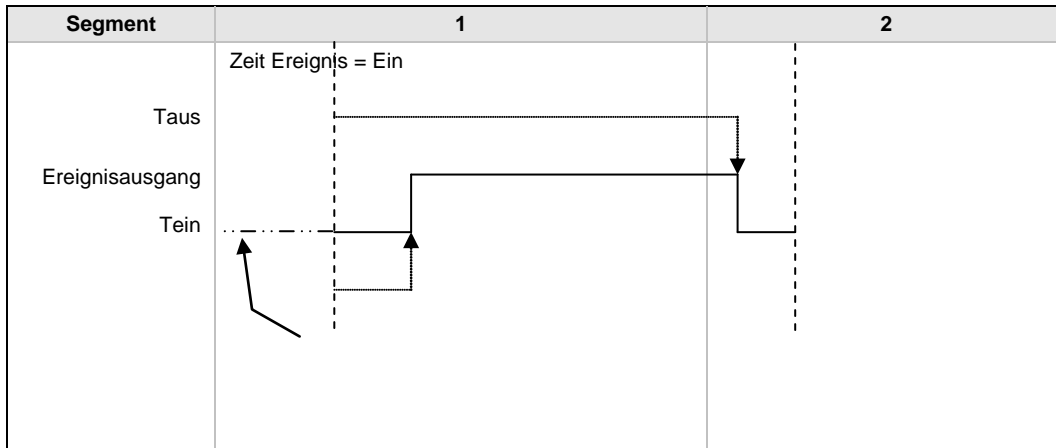 Segment 1 2
Zeit Ereignis = Ein
Taus
Ereignisausgang
Tein